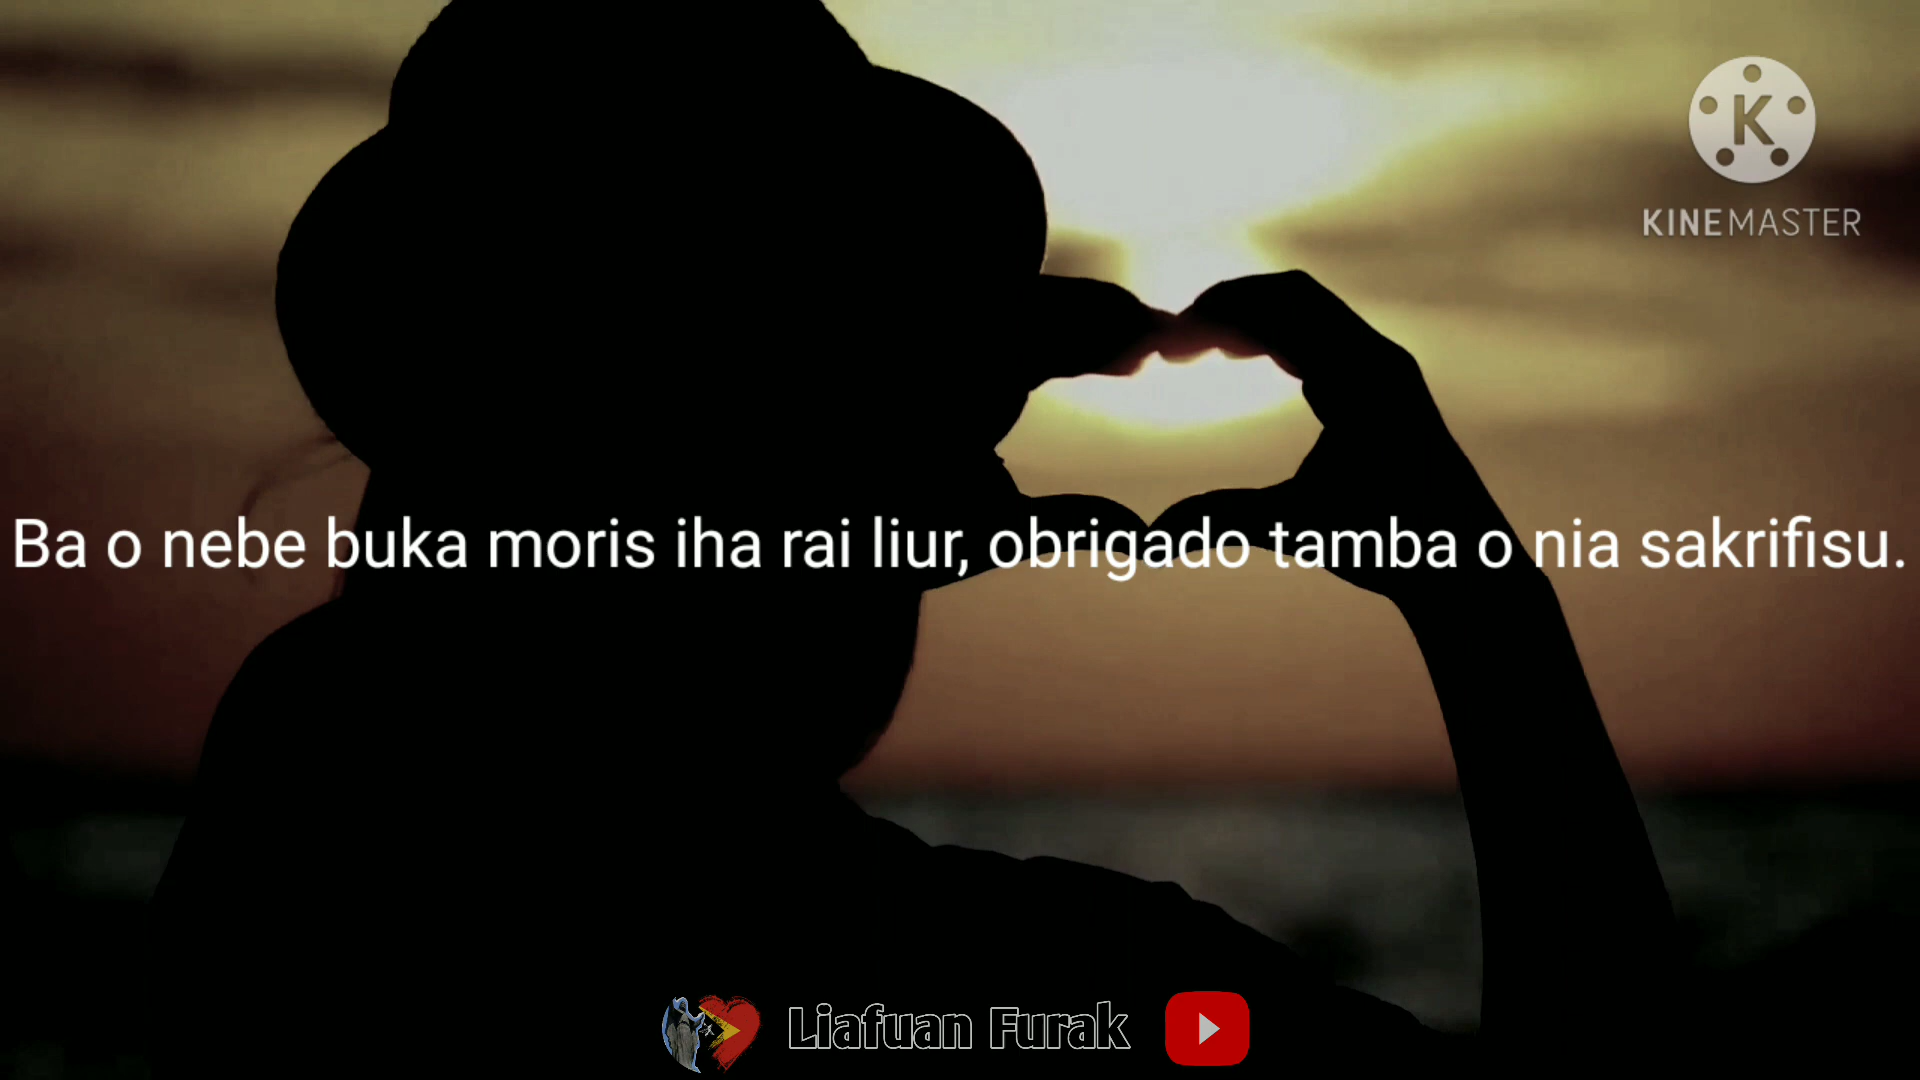 K
KINEMASTER
Ba o nebe buka moris iha rai liur, obrigado tamba o nia sakrifisu.
Liafuan Furak